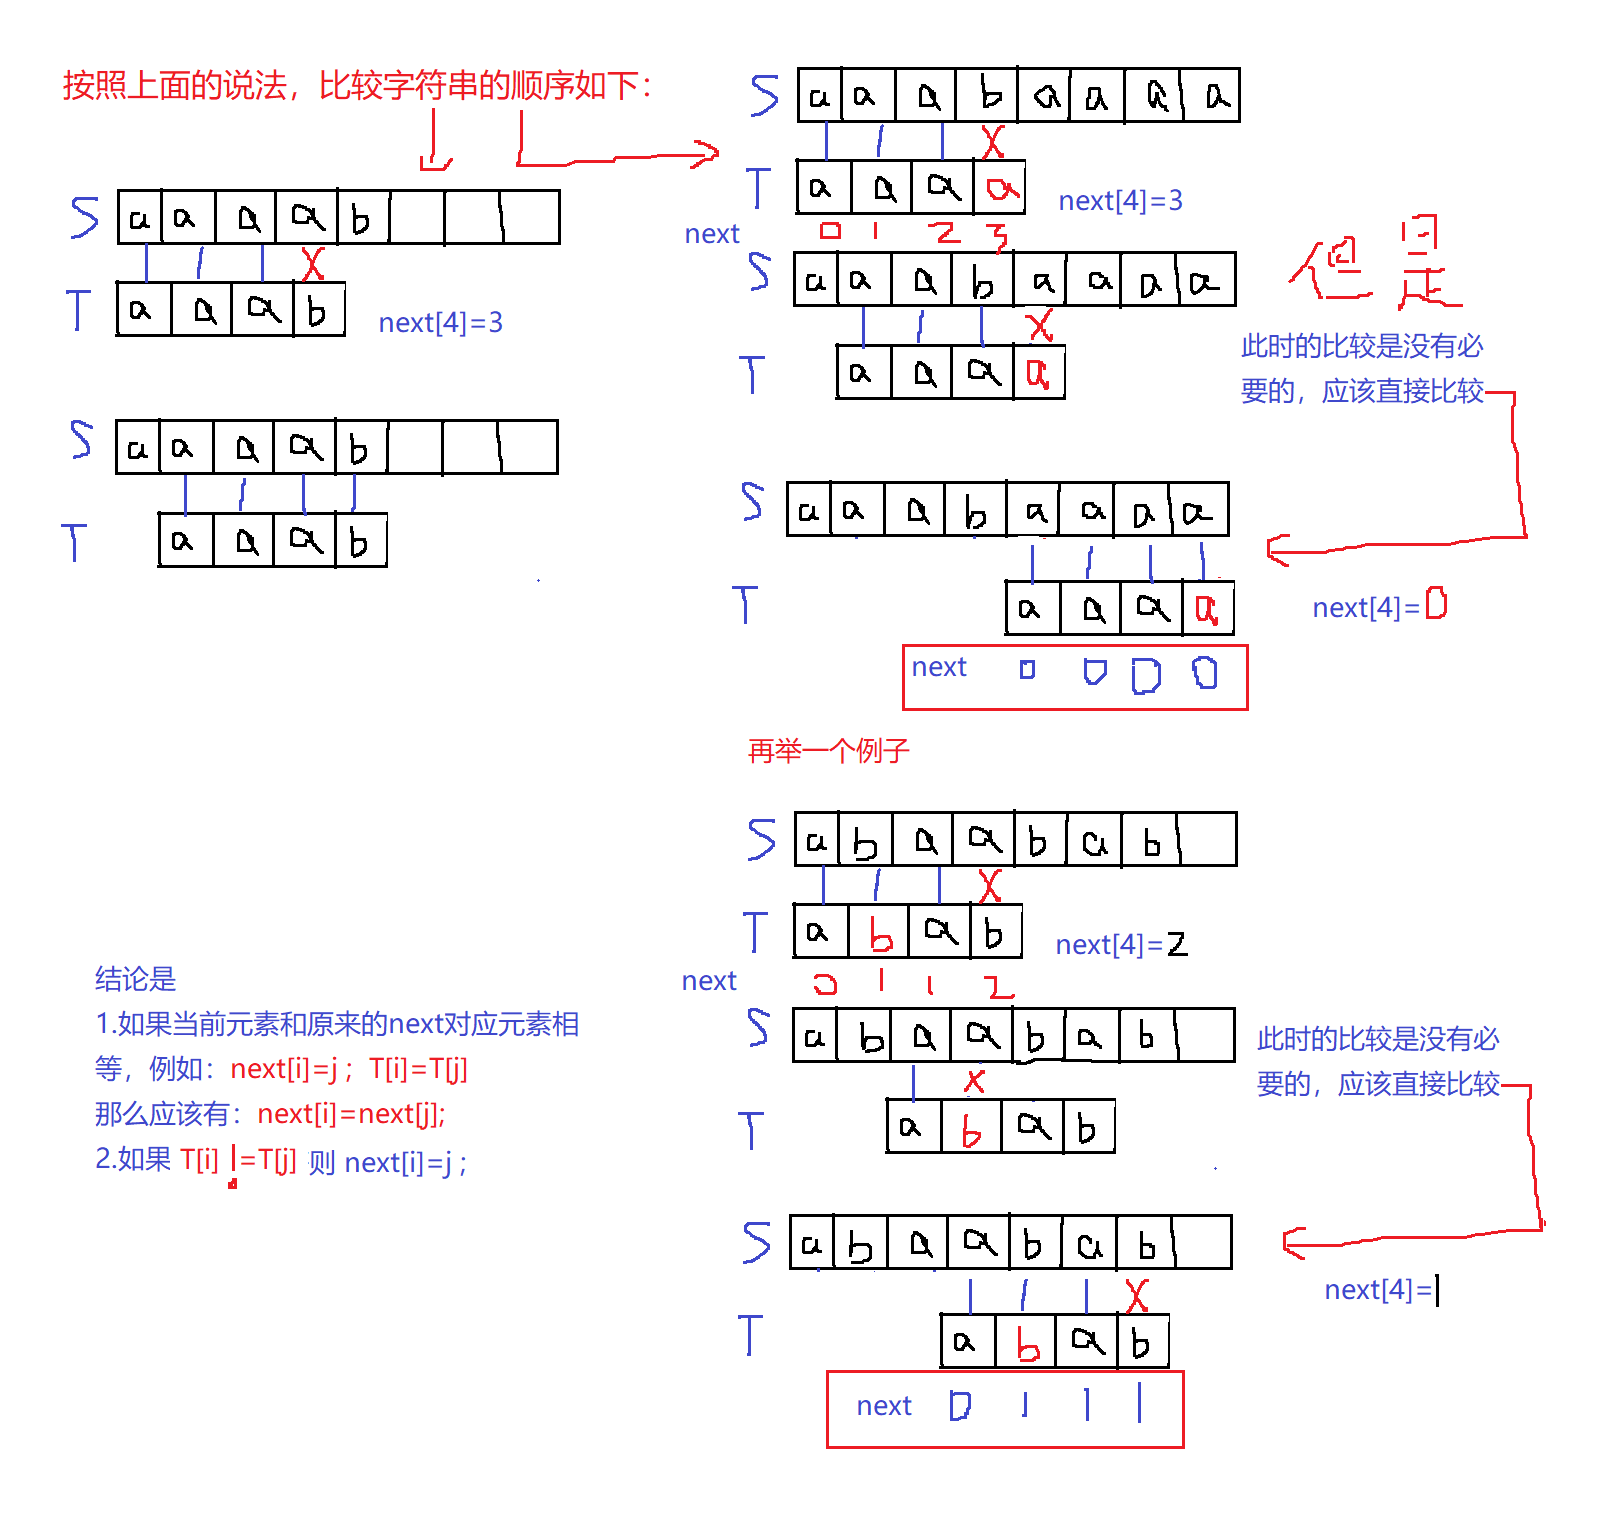 按照上面的说法，比较字符串的顺序如下：
S a a a a b
X
T a a a b next[4]=3
S a a a a b
T a a a b
S a a a b a a a a
X
T a a a a next[4]=3
next 0 1 2 3
但是
S a a a b a a a a
X
T a a a a
此时的比较是没有必
要的，应该直接比较
S a a a b a a a a
T a a a a
next[4]=0
next 0 0 0 0
再举一个例子
S a b a a b a b
X
T a b a b next[4]=2
next 0 1 1 2
S a b a a b a b
x
T a b a b
此时的比较是没有必
要的，应该直接比较
S a b a a b a b
X
T a b a b
next[4]=1
next 0 1 1 1
结论是
1.如果当前元素和原来的next对应元素相
等，例如：next[i]=j ；T[i]=T[j]
那么应该有：next[i]=next[j];
2.如果 T[i] !=T[j] 则 next[i]=j ;